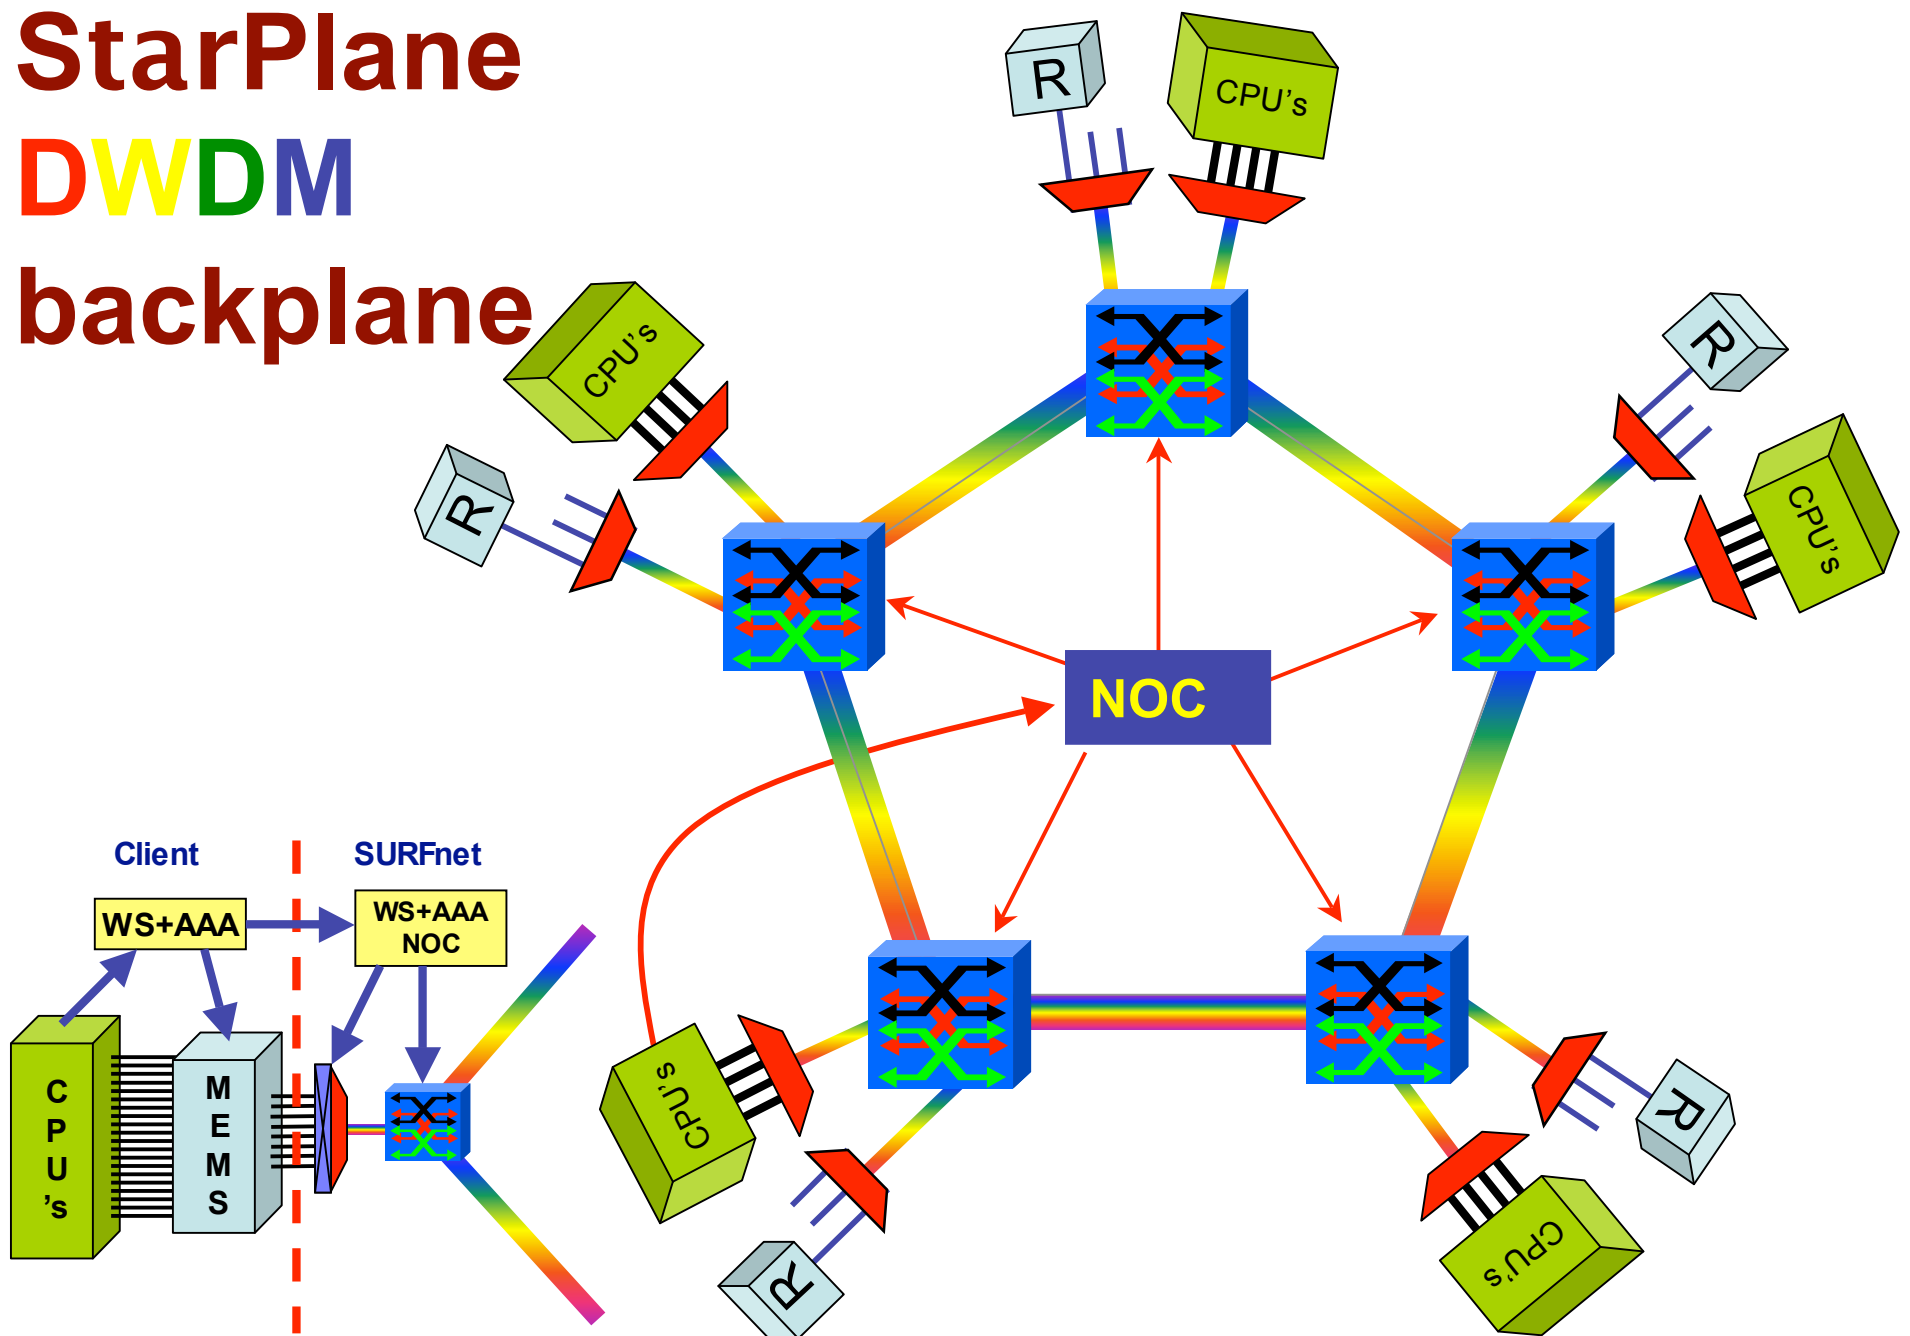 StarPlane
DWDM
backplane
R
CPU's
CPU's
R
R
CPU's
NOC
Client
SURFnet
WS+AAA
WS+AAA
NOC
C
P
U
's
M
E
M
S
CPU's
R
R
CPU's